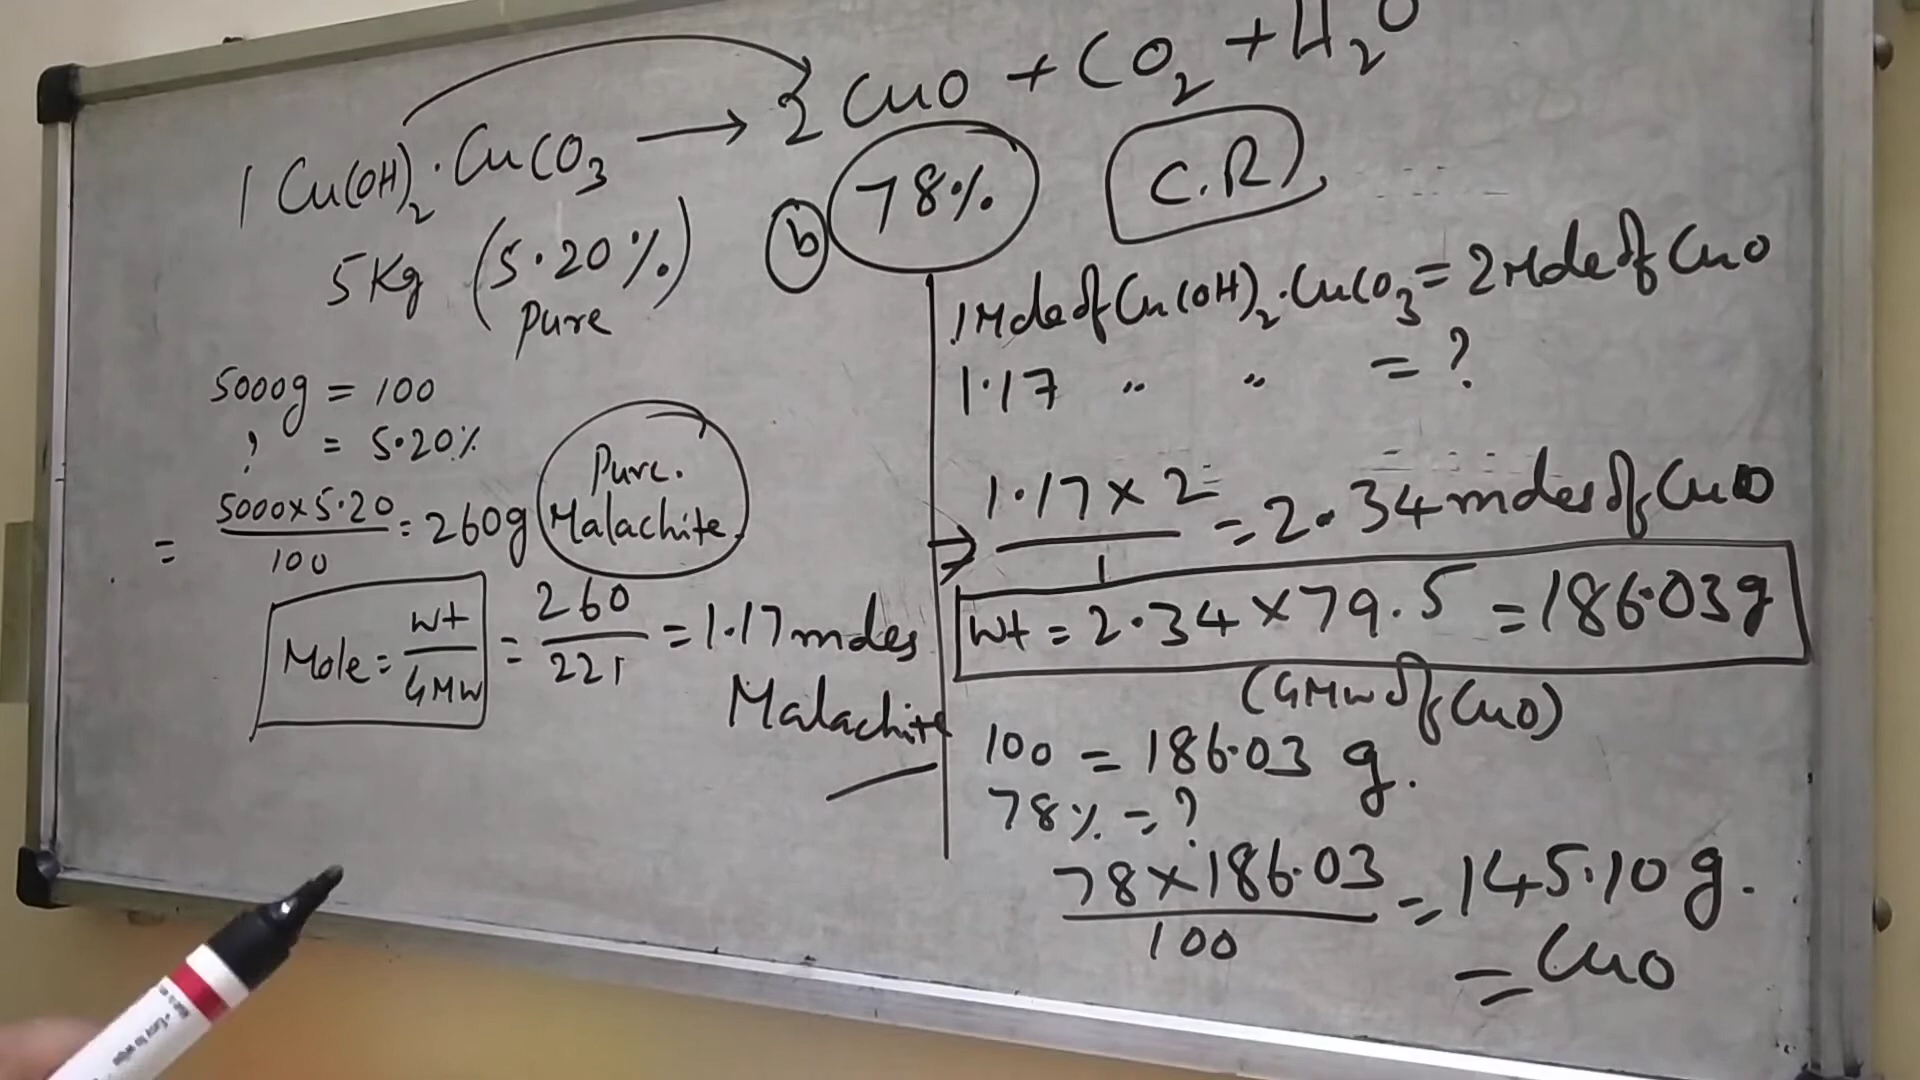 1 Cu(OH)2·CuCO3 → 2 CuO + CO2 + H2O
5Kg (5·20%)
Pure
b 78% C.R
5000g = 100
? = 5·20%
= 5000×5·20/100 = 260g Pure. Malachite
Mole = Wt/GMW = 260/221 = 1·17 moles
Malachite
1 Mole of Cu(OH)2·CuCO3 = 2 Mole of CuO
1·17 " " = ?
⇒ 1·17×2/1 = 2·34 moles of CuO
Wt = 2·34 × 79.5 = 186·03g
(GMW of CuO)
100 = 186·03 g.
78% = ?
78×186·03/100 = 145·10 g.
= CuO